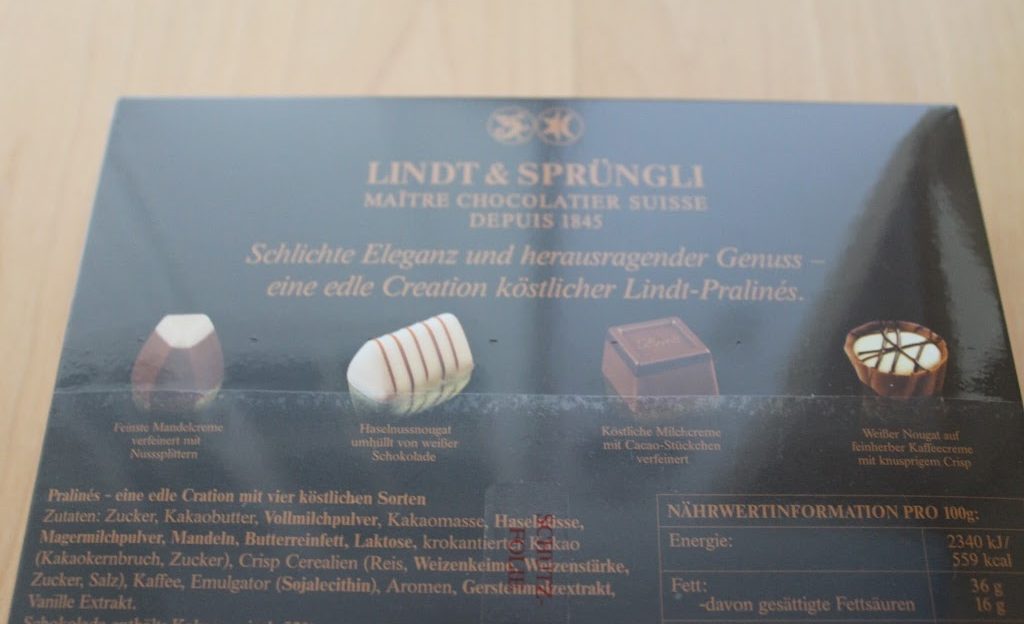 LINDT & SPRÜNGLI
MAÎTRE CHOCOLATIER SUISSE
DEPUIS 1845
Schlichte Eleganz und herausragender Genuss –
eine edle Creation köstlicher Lindt-Pralinés.
Feinste Mandelcreme
verfeinert mit
Nusssplittern
Haselnussnougat
umhüllt von weißer
Schokolade
Köstliche Milchcreme
mit Cacao-Stückchen
verfeinert
Weißer Nougat auf
feinherber Kaffeecreme
mit knusprigem Crisp
Pralinés - eine edle Cration mit vier köstlichen Sorten
Zutaten: Zucker, Kakaobutter, Vollmilchpulver, Kakaomasse, Haselnüsse,
Magermilchpulver, Mandeln, Butterreinfett, Laktose, krokantierter Kakao
(Kakaokernbruch, Zucker), Crisp Cerealien (Reis, Weizenkeime, Weizenstärke,
Zucker, Salz), Kaffee, Emulgator (Sojalecithin), Aromen, Gerstenmalzextrakt,
Vanille Extrakt.
NÄHRWERTINFORMATION PRO 100g:
Energie: 2340 kJ/
559 kcal
Fett: 36 g
-davon gesättigte Fettsäuren 16 g